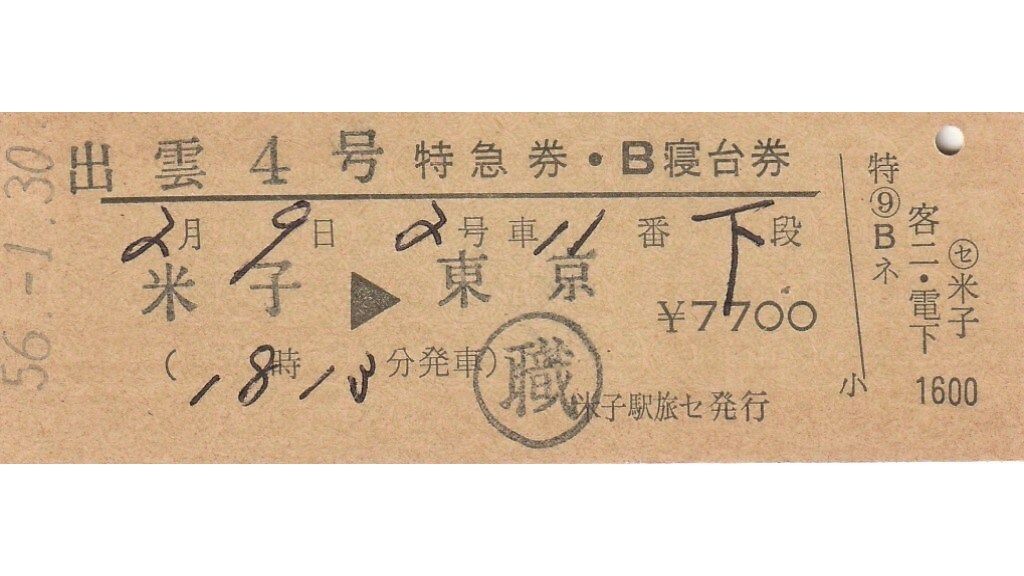 56.-1.30.
出雲4号 特急券・B寝台券
2月9日 2号車11番下段
米子▶東京
¥7700
(18時18分発車)
職
米子駅旅セ発行
特⑨Bネ
小
客二・電下
㋝米子
1600